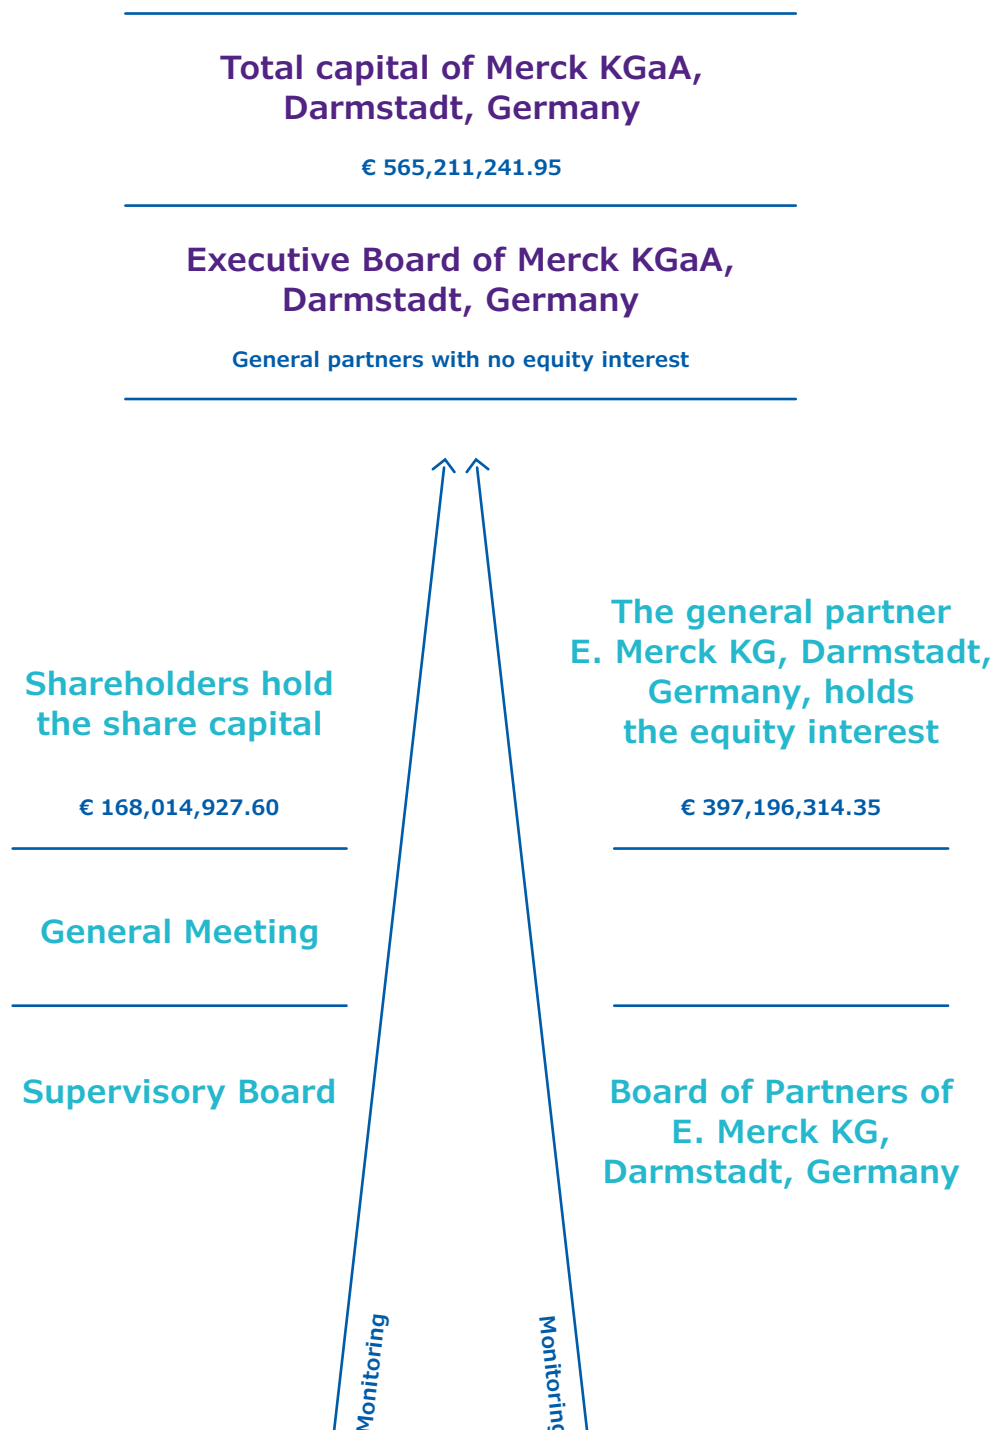 Total capital of Merck KGaA,
Darmstadt, Germany
€ 565,211,241.95
Executive Board of Merck KGaA,
Darmstadt, Germany
General partners with no equity interest
Shareholders hold
the share capital
€ 168,014,927.60
The general partner
E. Merck KG, Darmstadt,
Germany, holds
the equity interest
€ 397,196,314.35
General Meeting
Supervisory Board
Board of Partners of
E. Merck KG,
Darmstadt, Germany
Monitoring
Monitoring